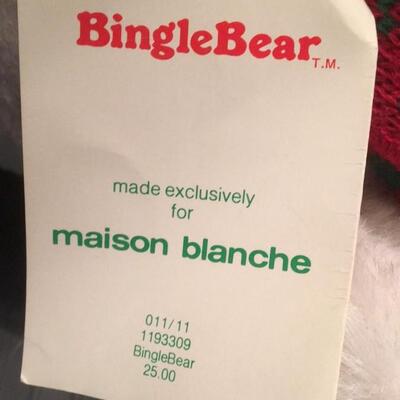 BingleBear T.M.
made exclusively
for
maison blanche
011/11
1193309
BingleBear
25.00